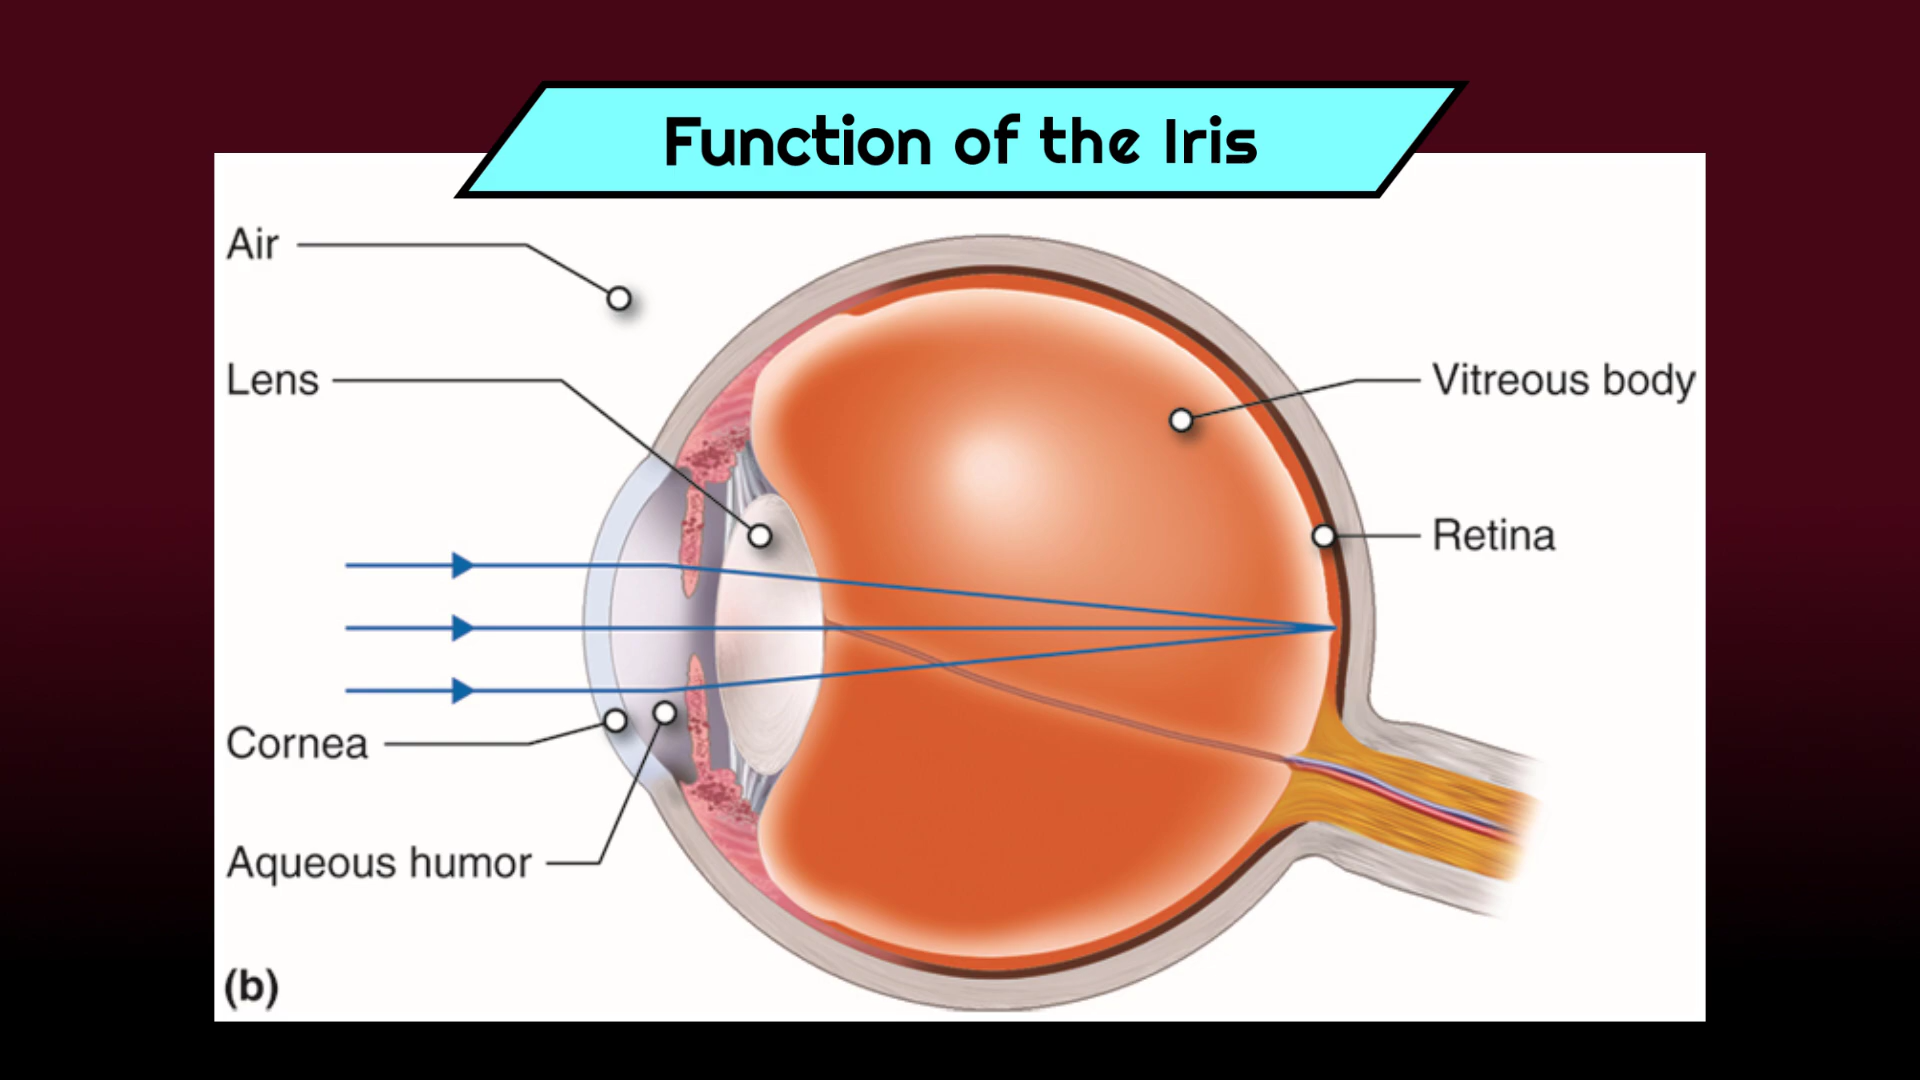 Function of the Iris
Air
Lens
Vitreous body
Retina
Cornea
Aqueous humor
(b)